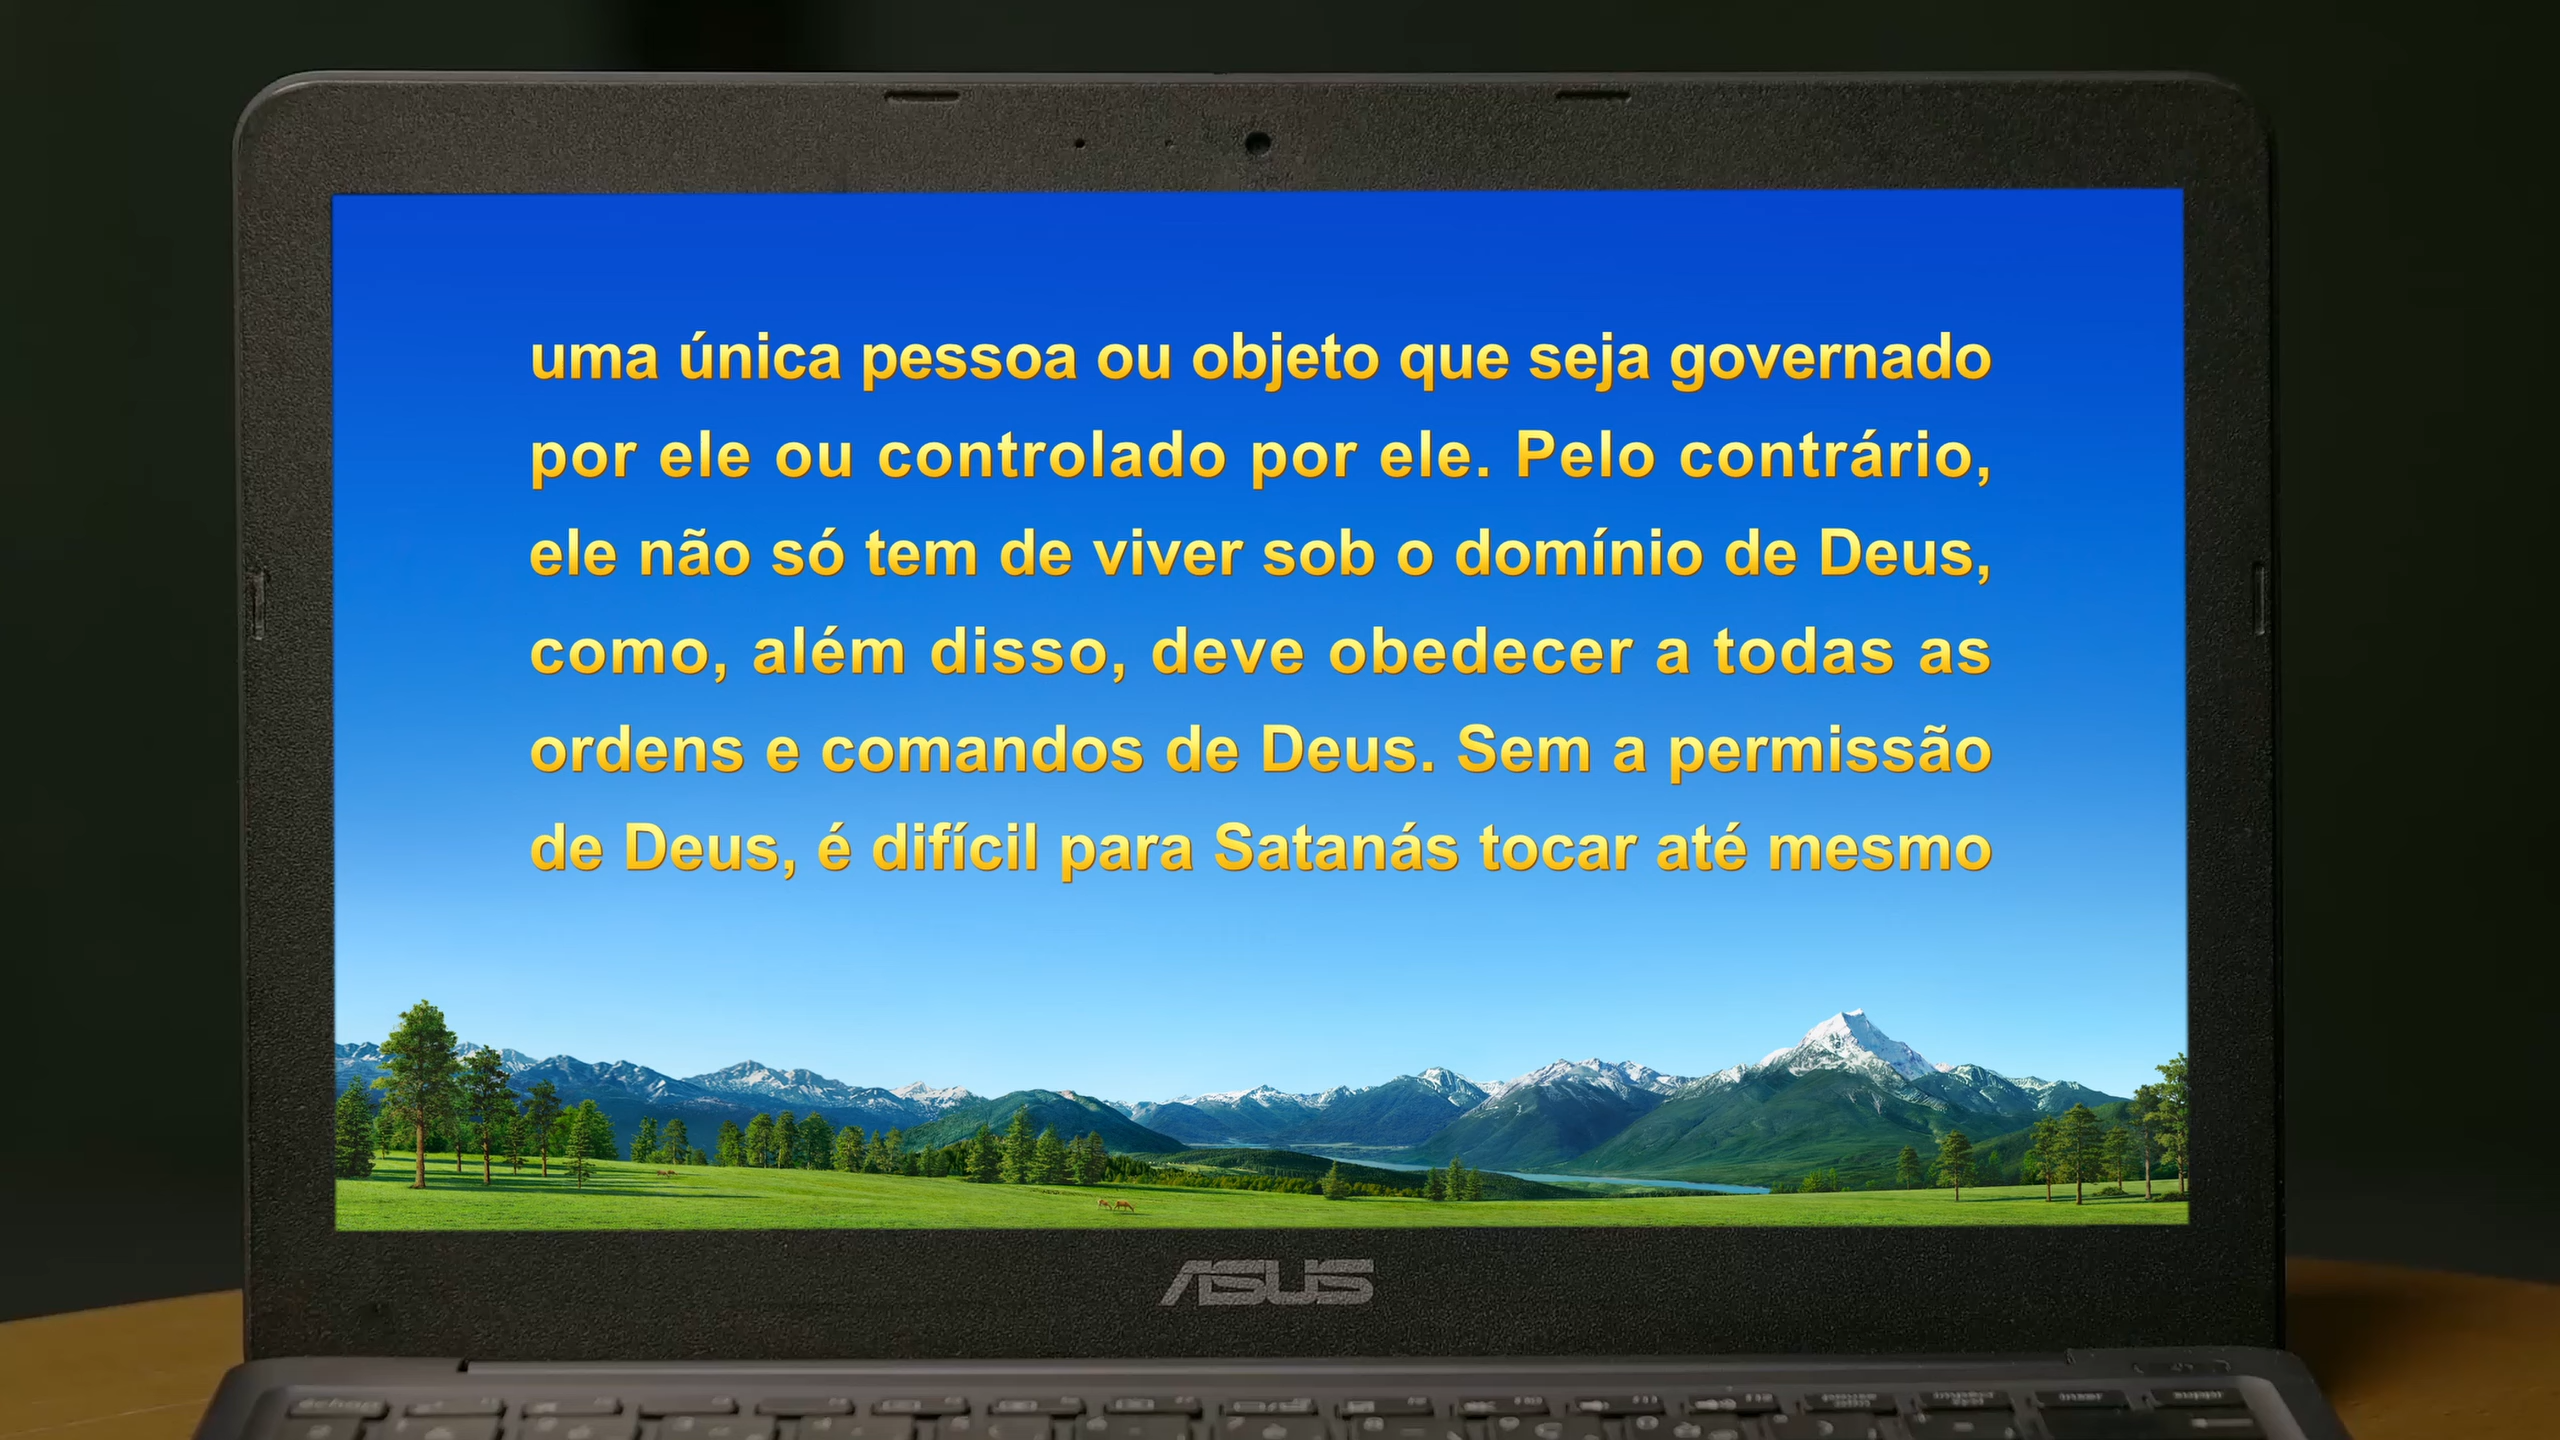 uma única pessoa ou objeto que seja governado
por ele ou controlado por ele. Pelo contrário,
ele não só tem de viver sob o domínio de Deus,
como, além disso, deve obedecer a todas as
ordens e comandos de Deus. Sem a permissão
de Deus, é difícil para Satanás tocar até mesmo
ASUS